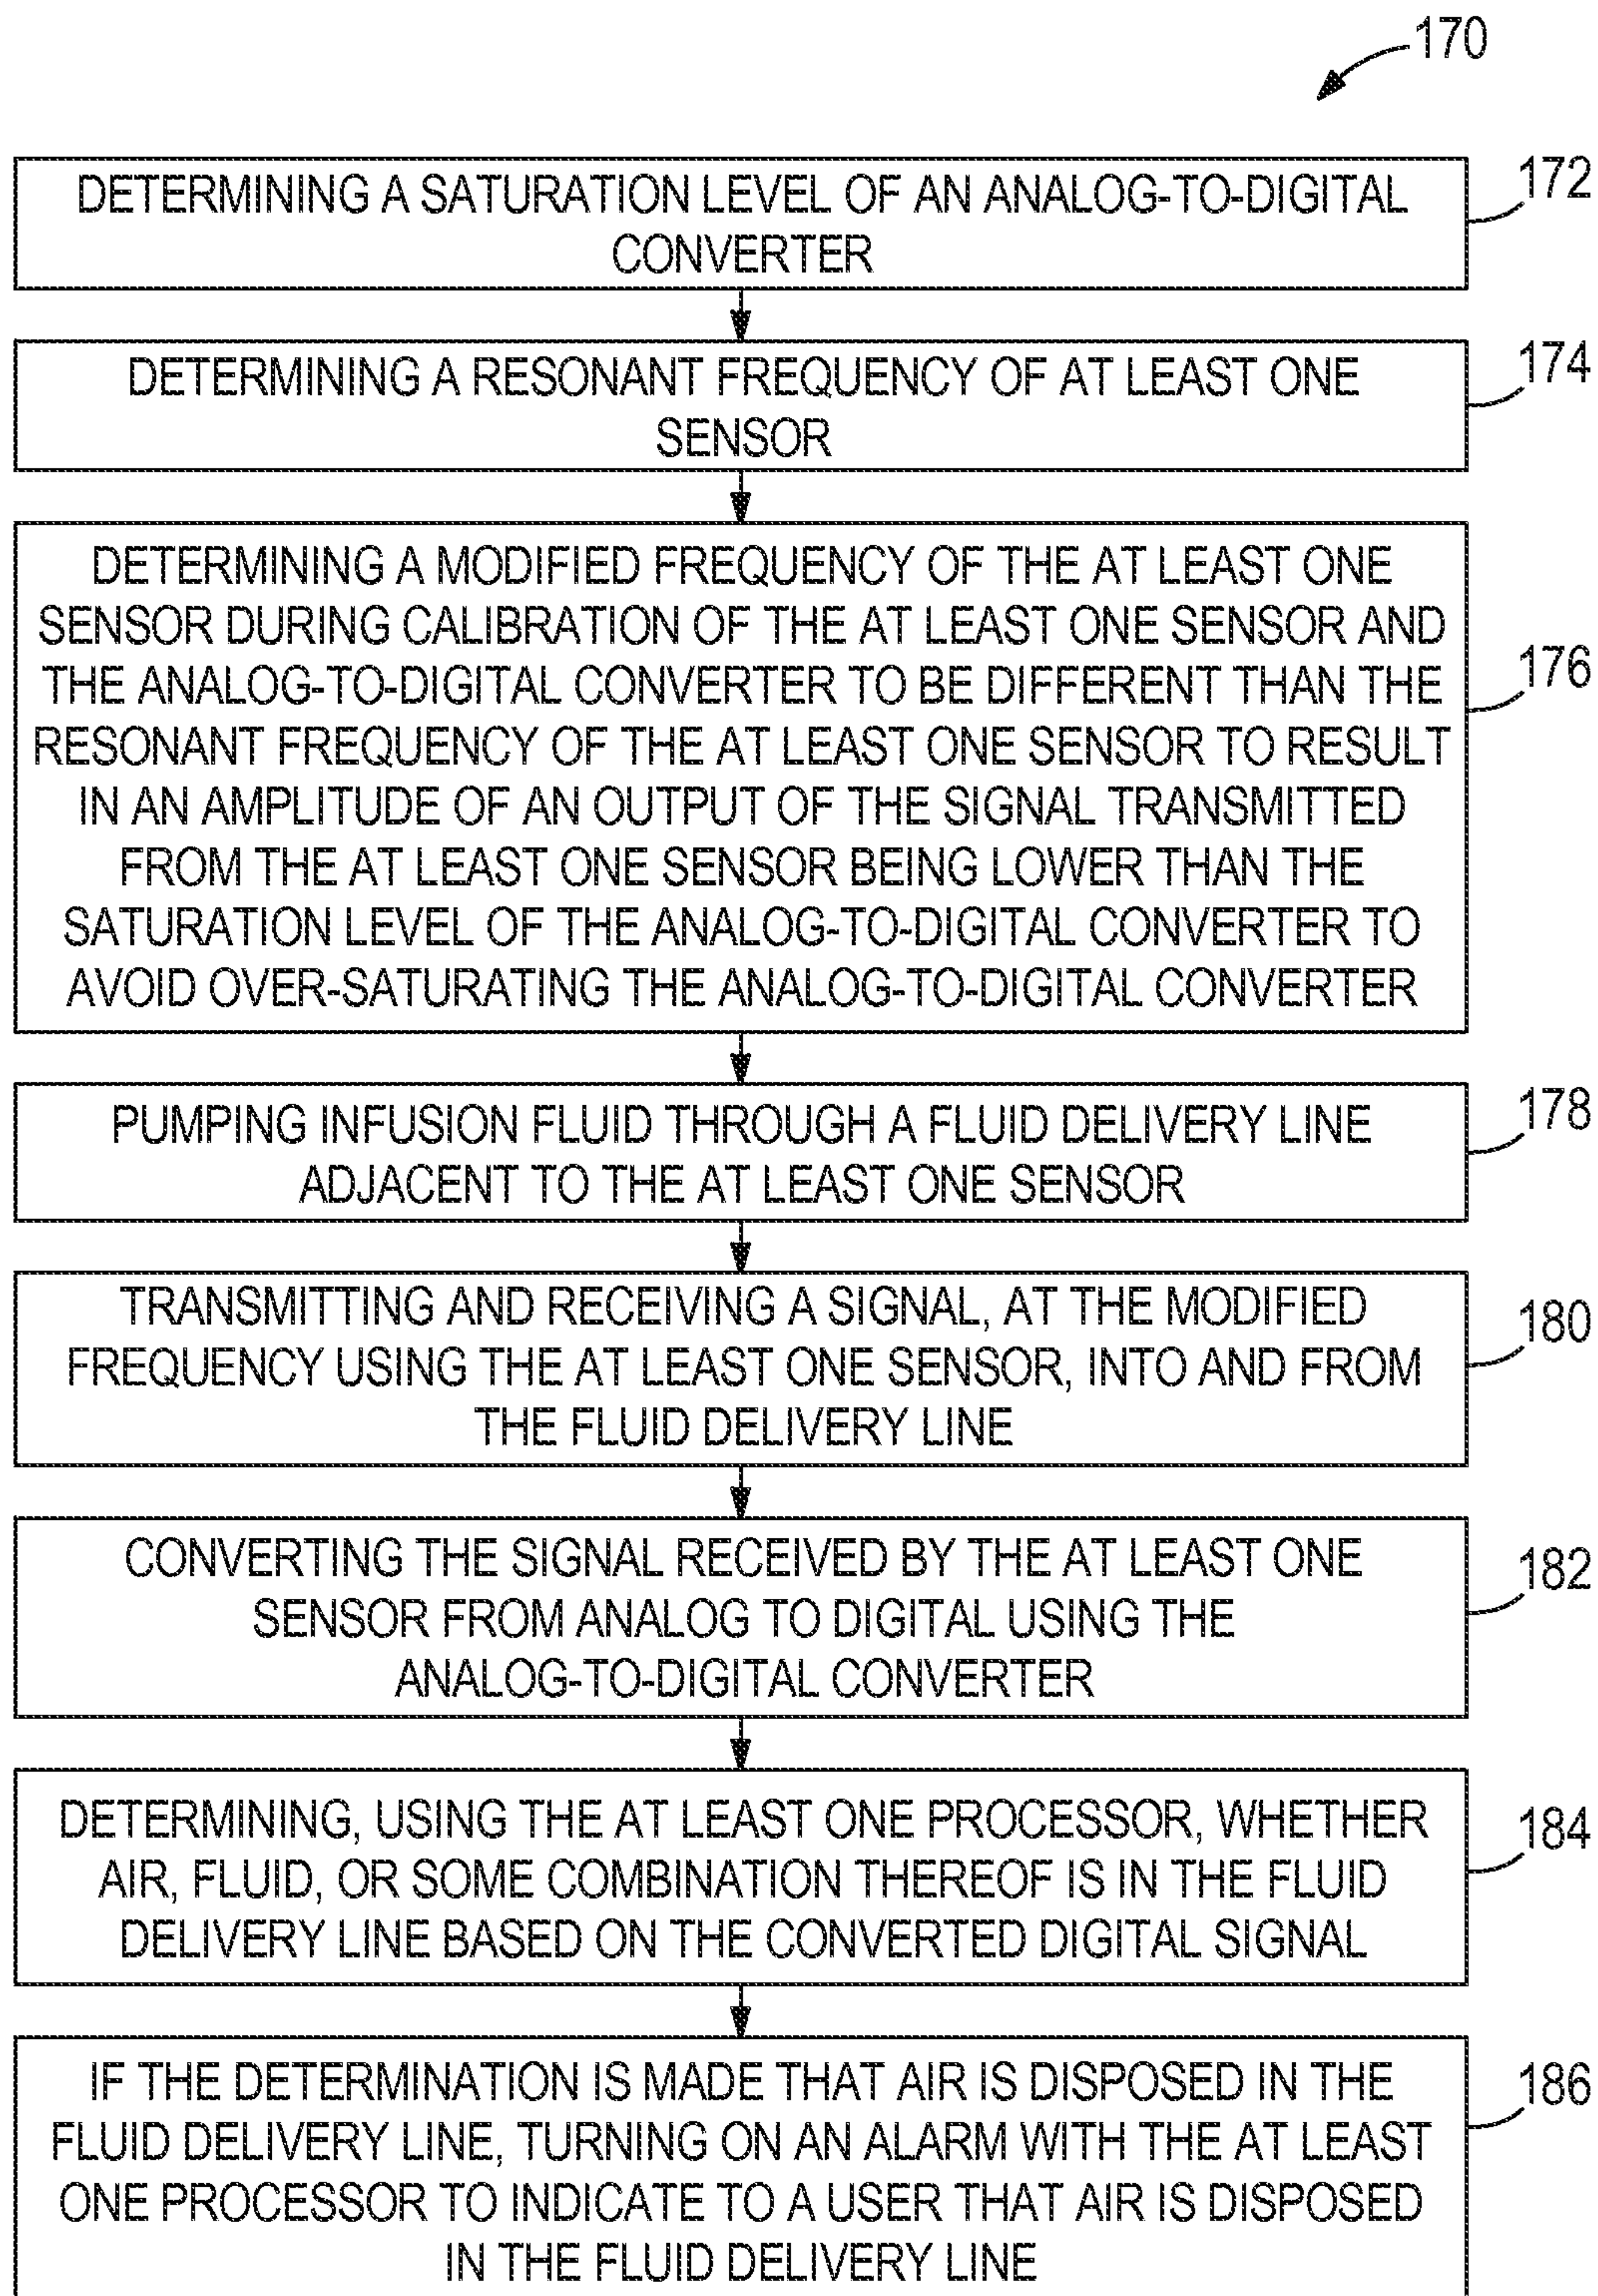 170
172
DETERMINING A SATURATION LEVEL OF AN ANALOG-TO-DIGITAL
CONVERTER
174
DETERMINING A RESONANT FREQUENCY OF AT LEAST ONE
SENSOR
176
DETERMINING A MODIFIED FREQUENCY OF THE AT LEAST ONE
SENSOR DURING CALIBRATION OF THE AT LEAST ONE SENSOR AND
THE ANALOG-TO-DIGITAL CONVERTER TO BE DIFFERENT THAN THE
RESONANT FREQUENCY OF THE AT LEAST ONE SENSOR TO RESULT
IN AN AMPLITUDE OF AN OUTPUT OF THE SIGNAL TRANSMITTED
FROM THE AT LEAST ONE SENSOR BEING LOWER THAN THE
SATURATION LEVEL OF THE ANALOG-TO-DIGITAL CONVERTER TO
AVOID OVER-SATURATING THE ANALOG-TO-DIGITAL CONVERTER
178
PUMPING INFUSION FLUID THROUGH A FLUID DELIVERY LINE
ADJACENT TO THE AT LEAST ONE SENSOR
180
TRANSMITTING AND RECEIVING A SIGNAL, AT THE MODIFIED
FREQUENCY USING THE AT LEAST ONE SENSOR, INTO AND FROM
THE FLUID DELIVERY LINE
182
CONVERTING THE SIGNAL RECEIVED BY THE AT LEAST ONE
SENSOR FROM ANALOG TO DIGITAL USING THE
ANALOG-TO-DIGITAL CONVERTER
184
DETERMINING, USING THE AT LEAST ONE PROCESSOR, WHETHER
AIR, FLUID, OR SOME COMBINATION THEREOF IS IN THE FLUID
DELIVERY LINE BASED ON THE CONVERTED DIGITAL SIGNAL
186
IF THE DETERMINATION IS MADE THAT AIR IS DISPOSED IN THE
FLUID DELIVERY LINE, TURNING ON AN ALARM WITH THE AT LEAST
ONE PROCESSOR TO INDICATE TO A USER THAT AIR IS DISPOSED
IN THE FLUID DELIVERY LINE